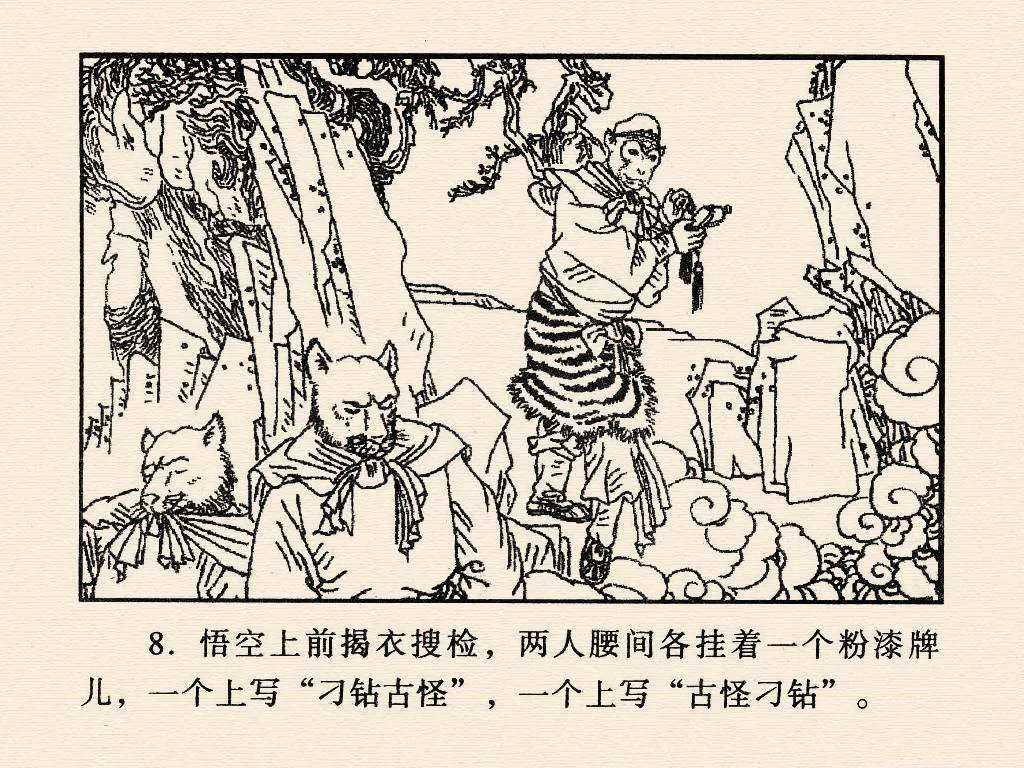 8. 悟空上前揭衣搜检，两人腰间各挂着一个粉漆牌
儿，一个上写“刁钻古怪”，一个上写“古怪刁钻”。